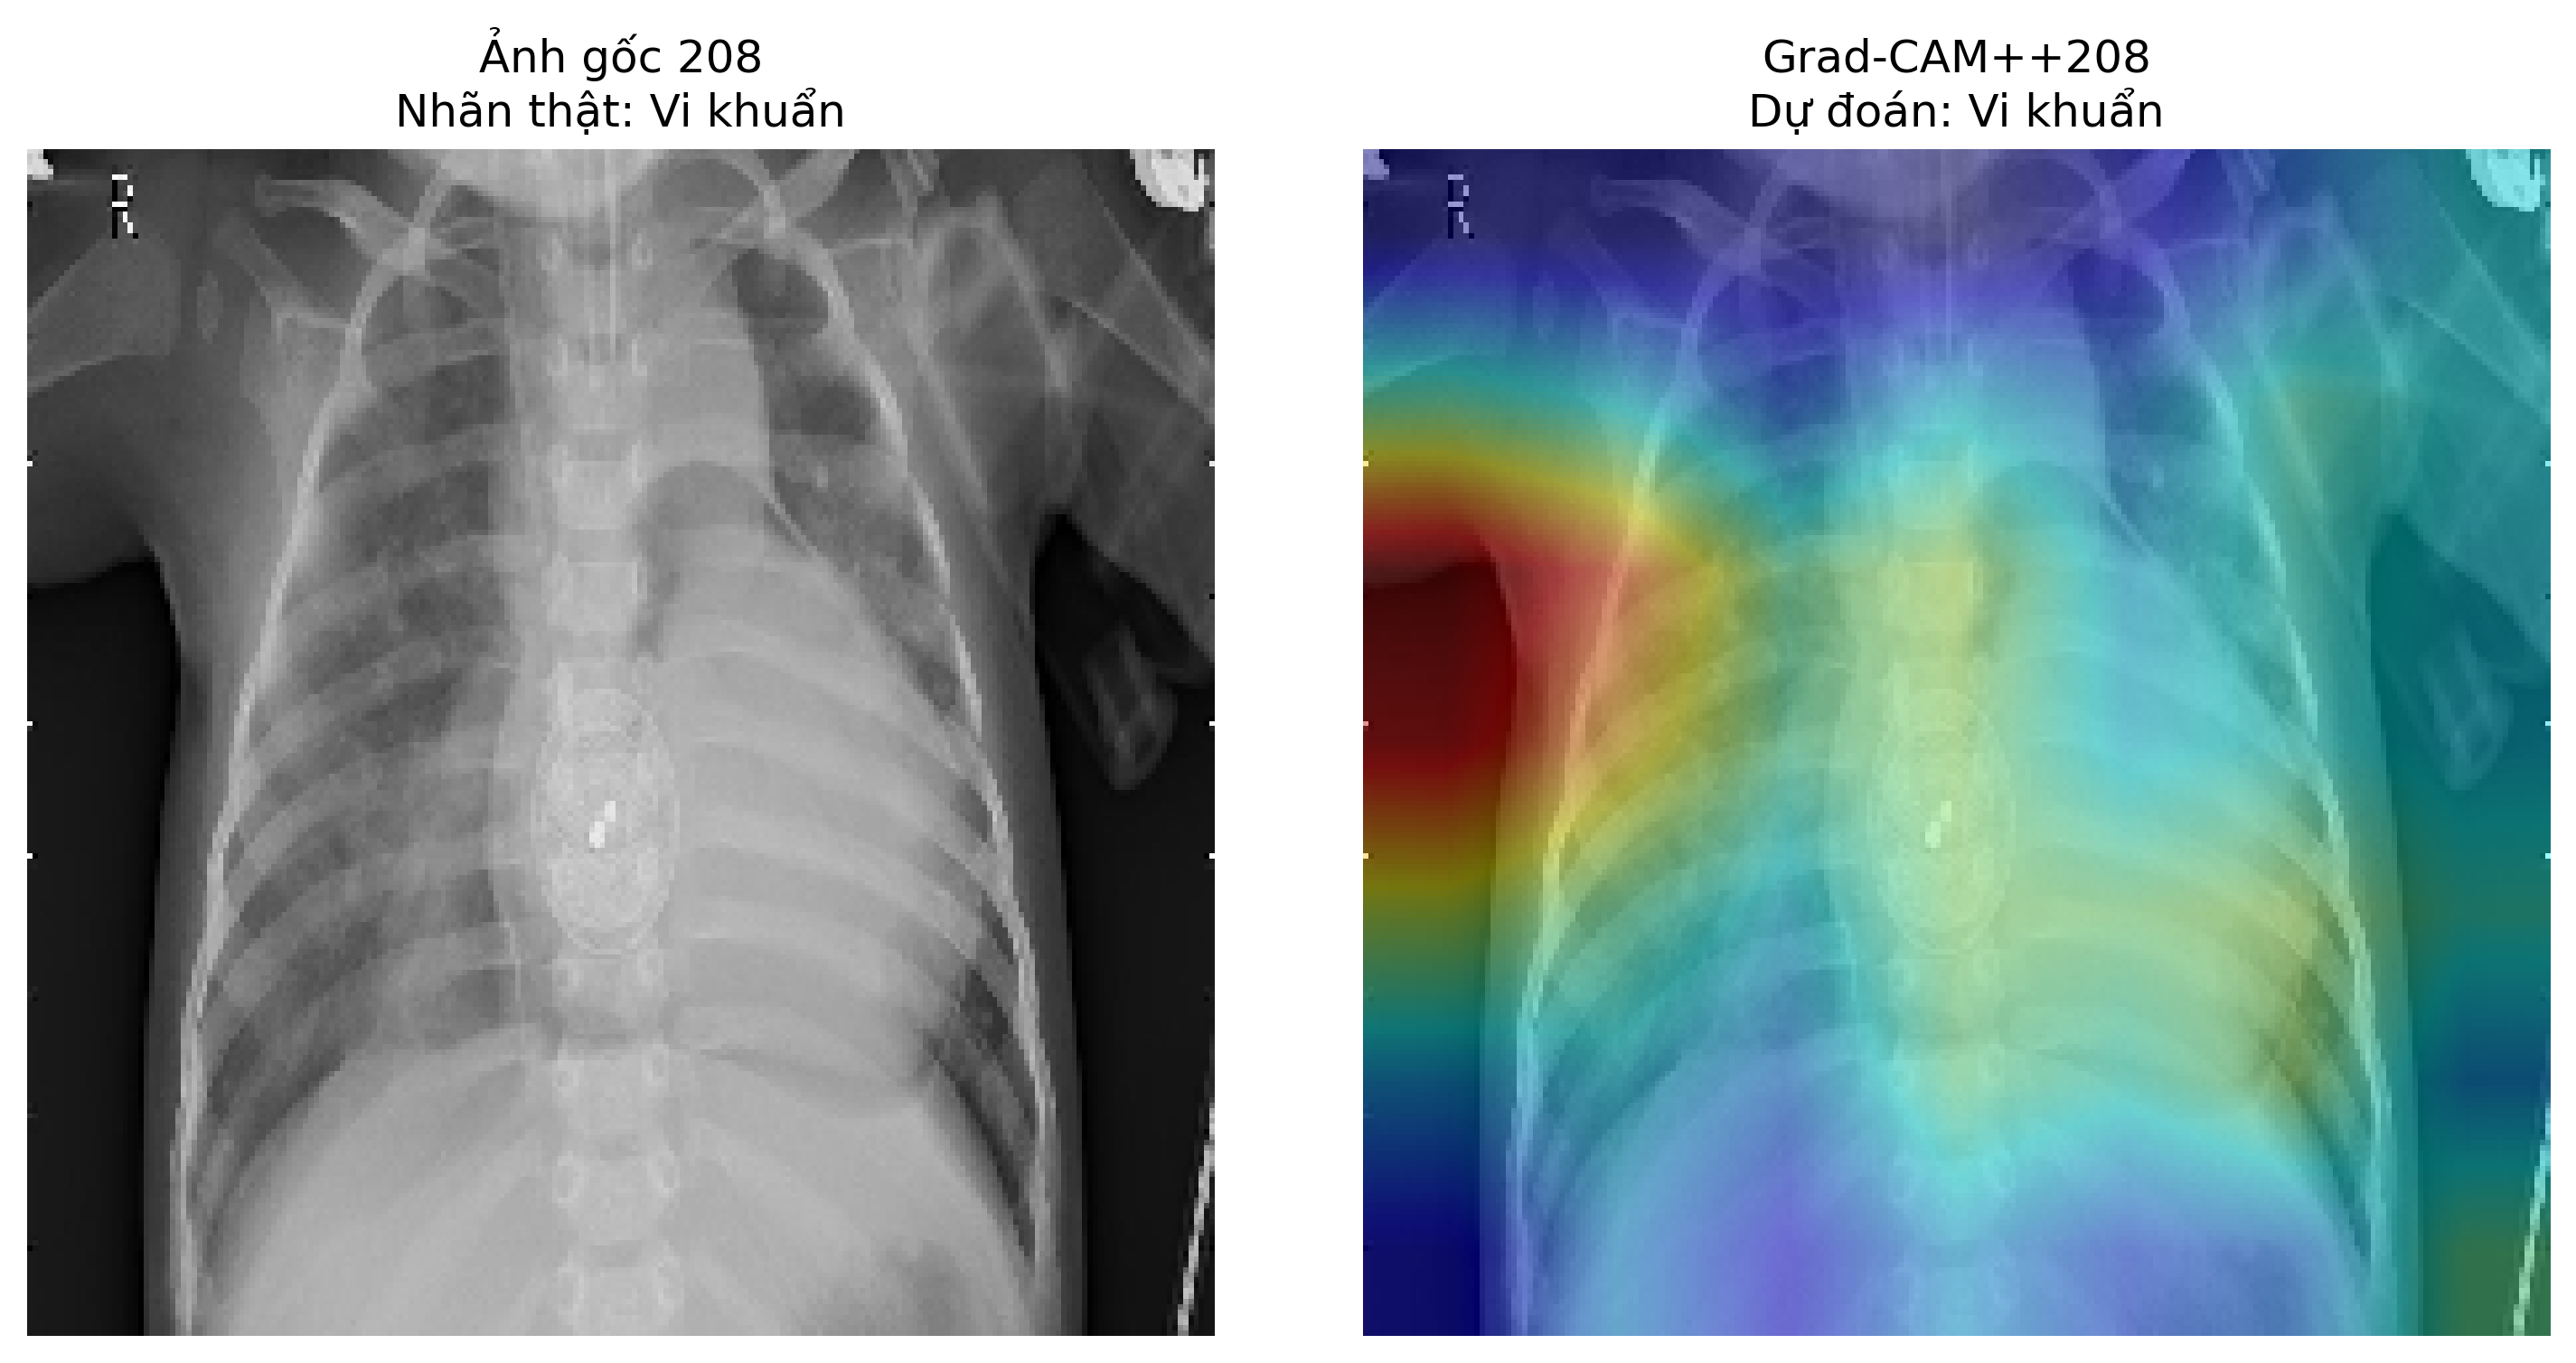 Ảnh gốc 208
Nhãn thật: Vi khuẩn
Grad-CAM++208
Dự đoán: Vi khuẩn
R
R